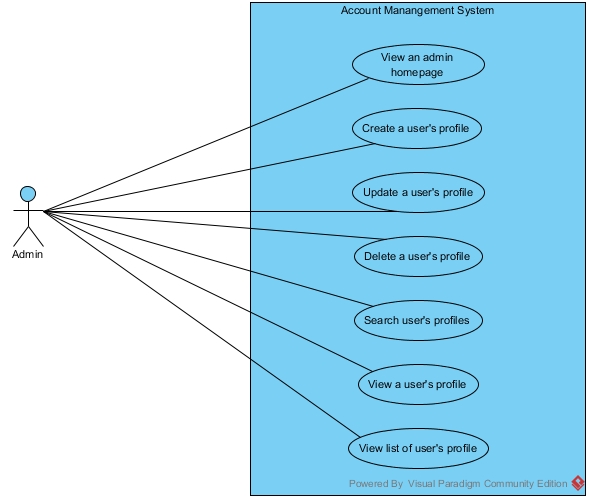 Account Mangement System
View an admin
homepage
Create a user's profile
Update a user's profile
Admin
Delete a user's profile
Search user's profiles
View a user's profile
View list of user's profile
Powered By Visual Paradigm Community Edition